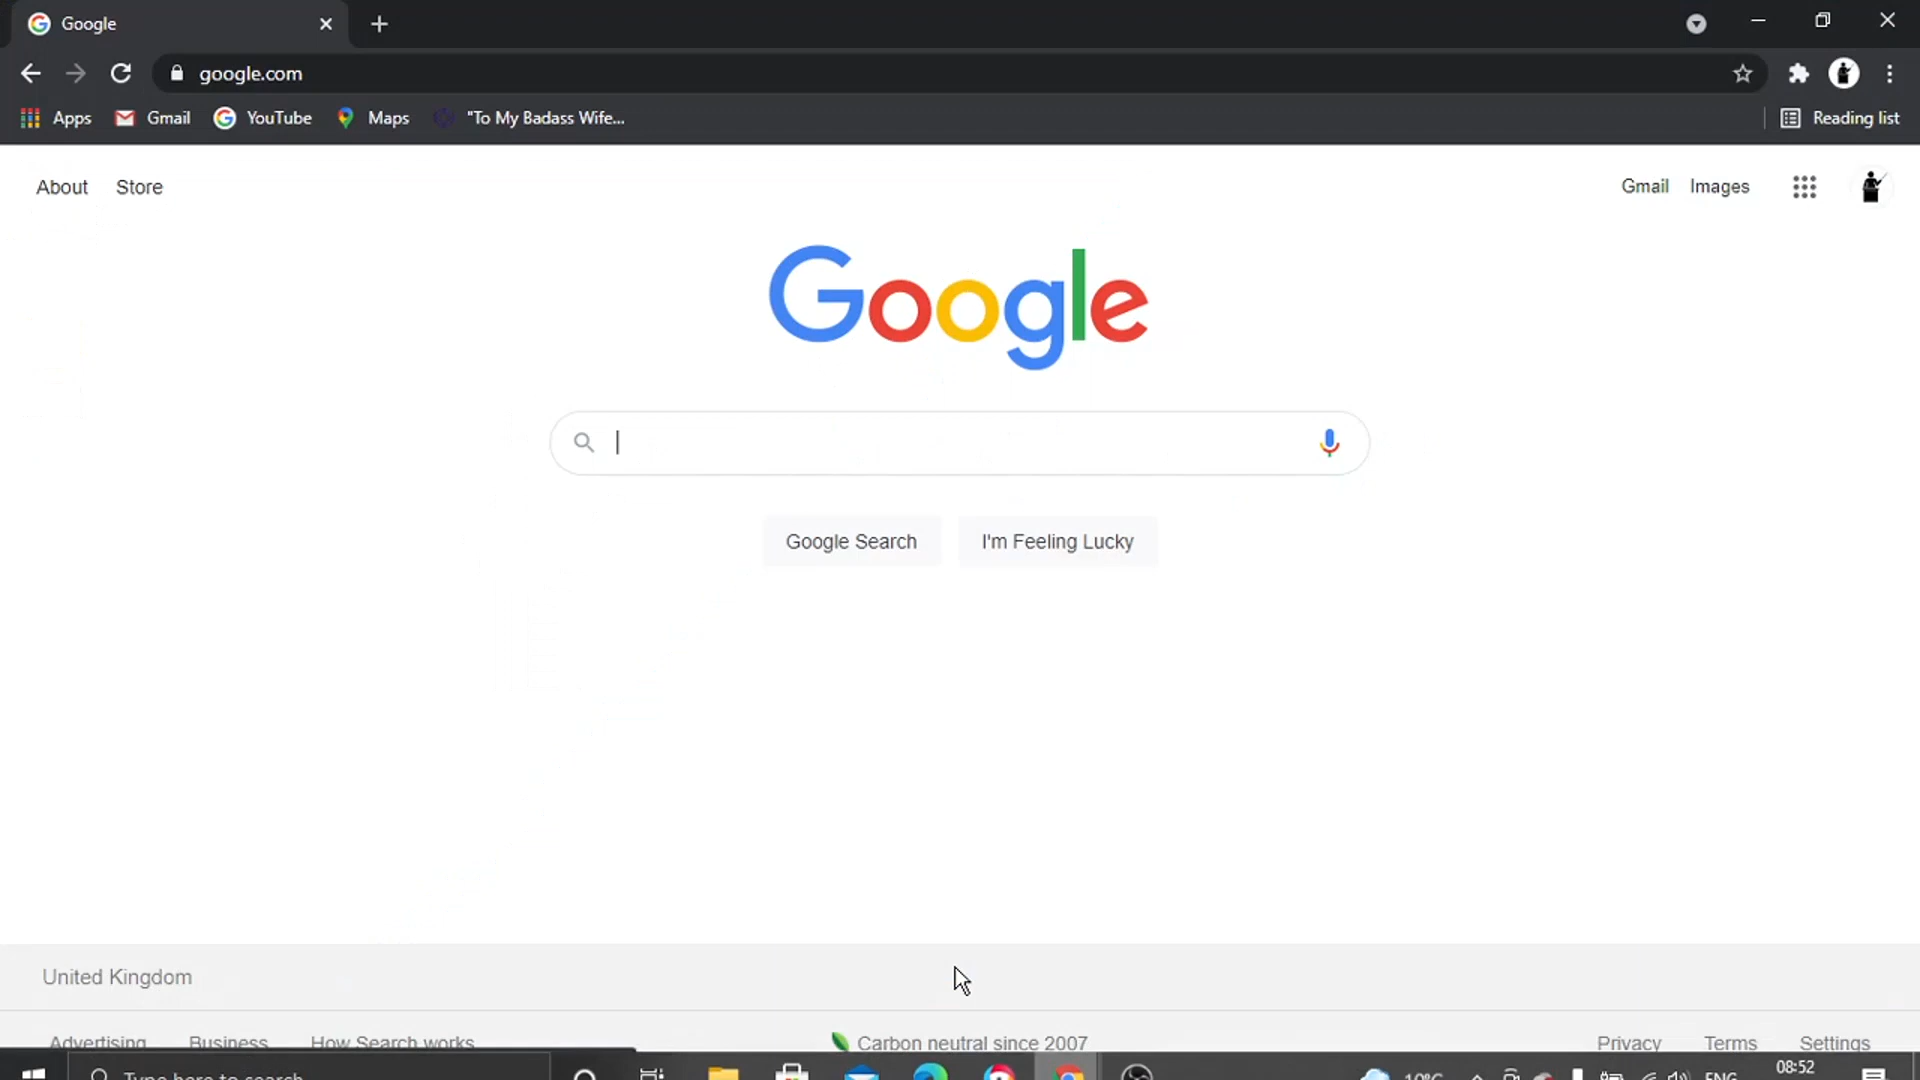 Google
google.com
Apps Gmail YouTube Maps "To My Badass Wife... Reading list
About Store Gmail Images
Google
Google Search I'm Feeling Lucky
United Kingdom
Advertising Business How Search works Carbon neutral since 2007 Privacy Terms Settings
Type here to search 10°C ENG 08:52